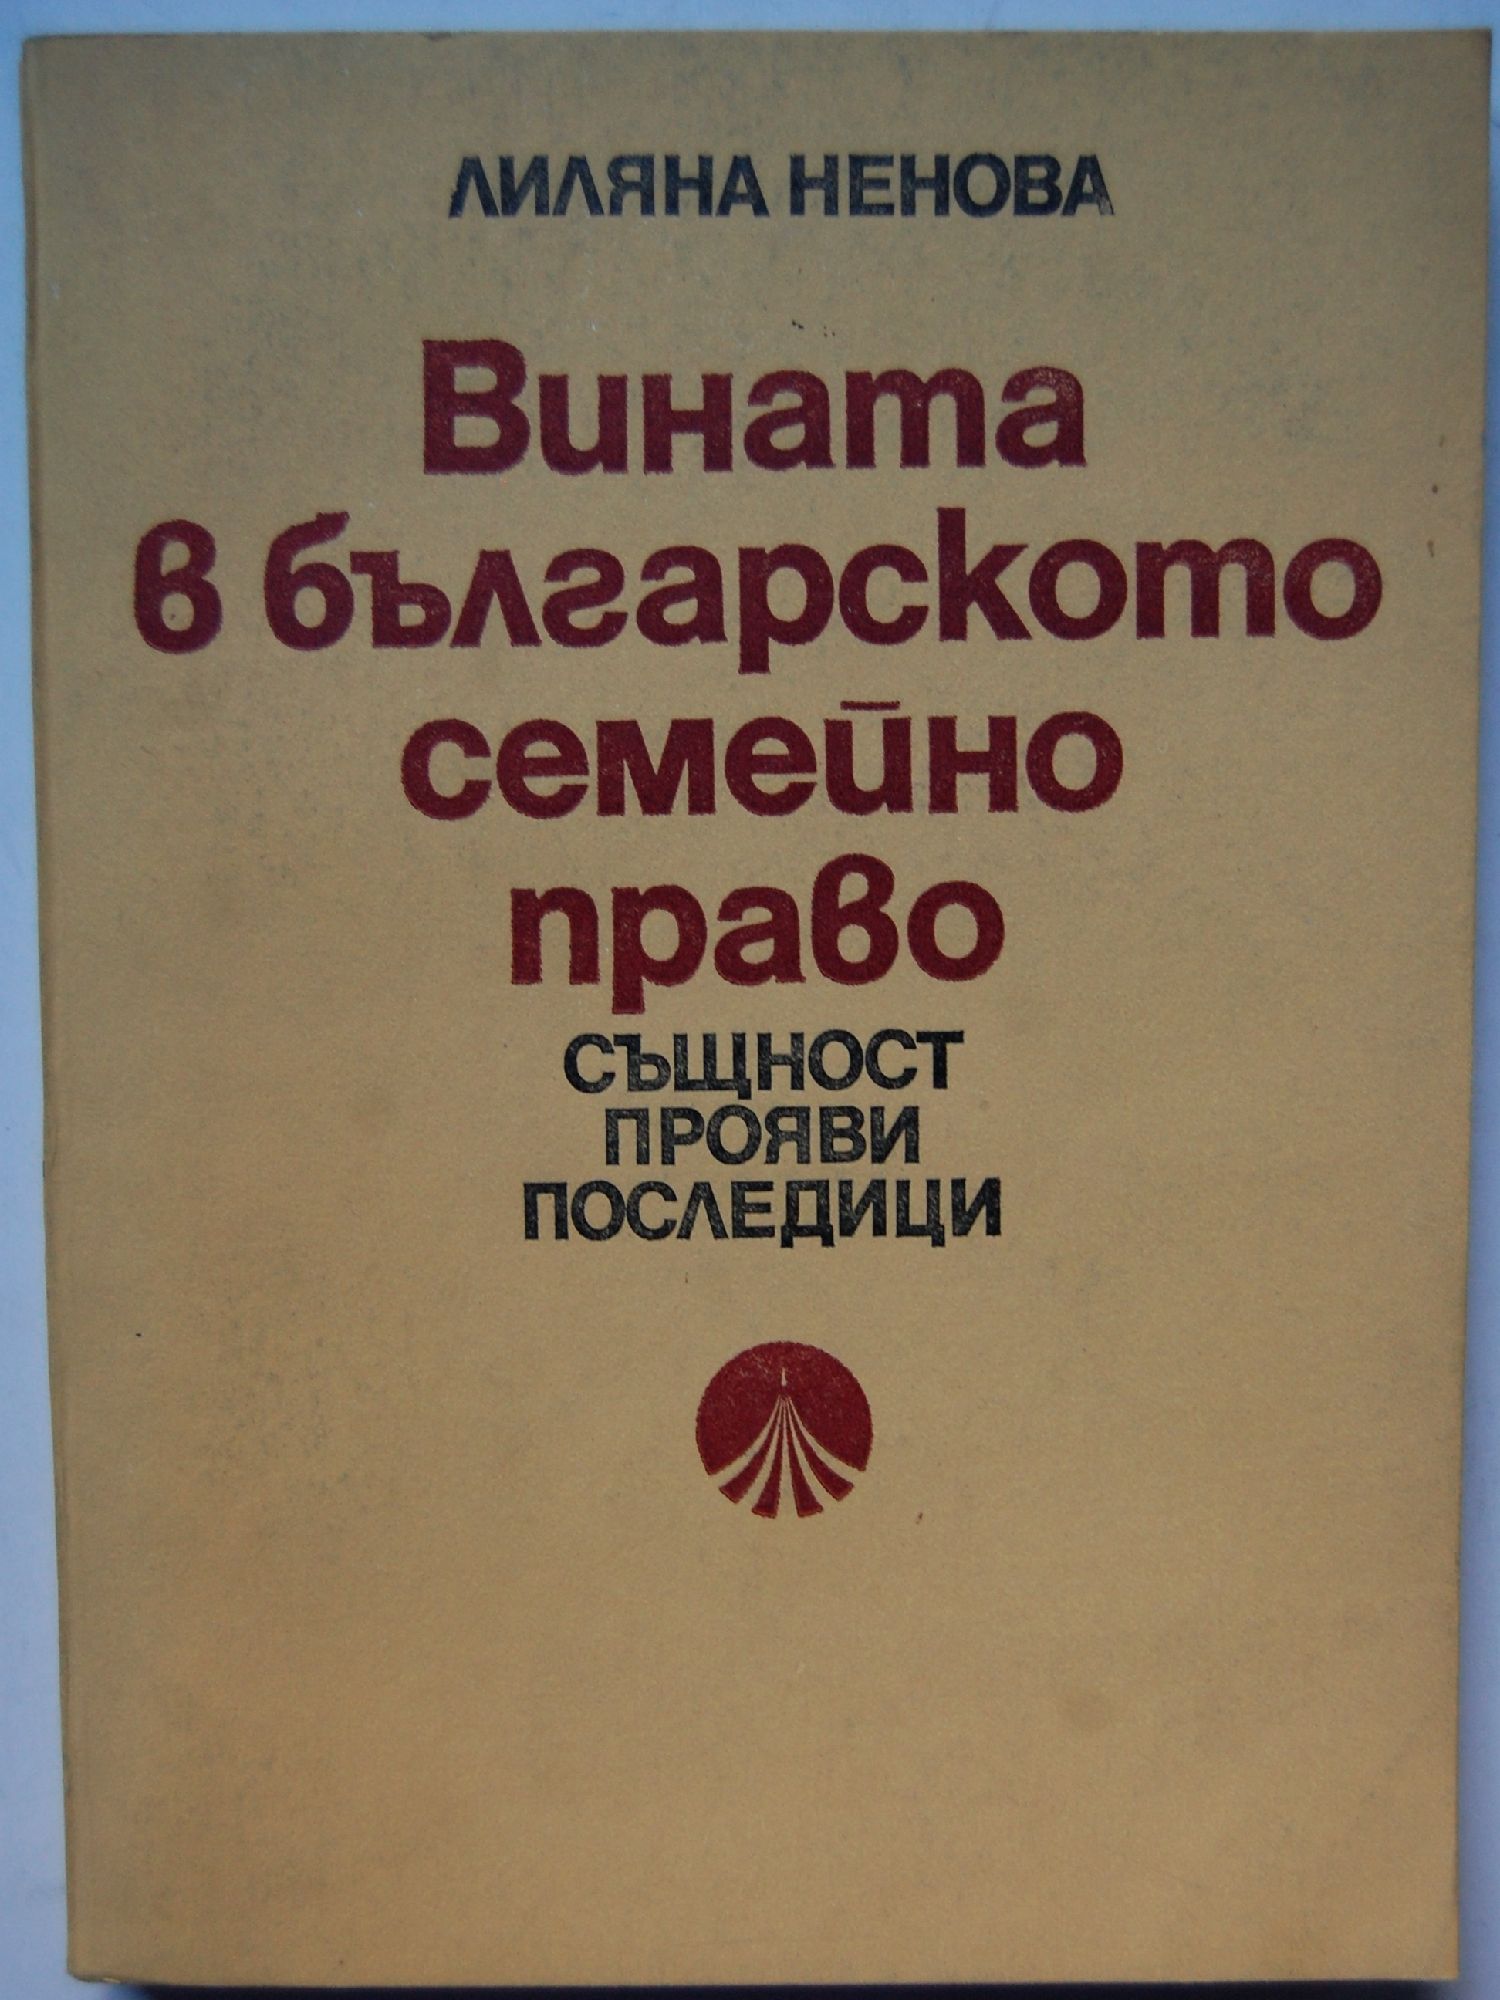 ЛИЛЯНА НЕНОВА
Вината
в българското
семейно
право
СЪЩНОСТ
ПРОЯВИ
ПОСЛЕДИЦИ